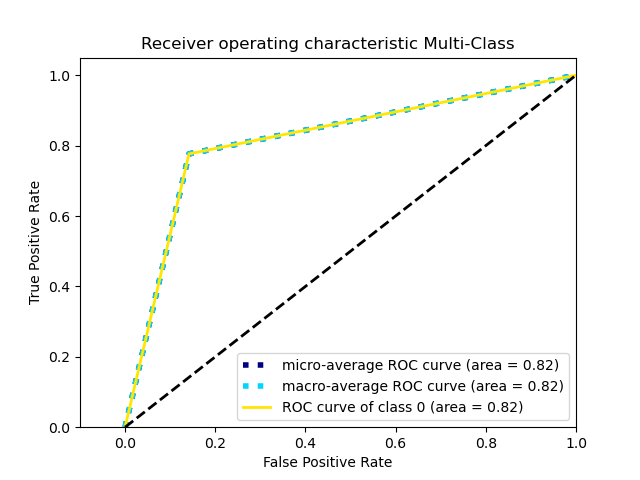 Receiver operating characteristic Multi-Class
1.0
0.8
0.6
0.4
0.2
0.0
True Positive Rate
micro-average ROC curve (area = 0.82)
macro-average ROC curve (area = 0.82)
ROC curve of class 0 (area = 0.82)
0.0 0.2 0.4 0.6 0.8 1.0
False Positive Rate